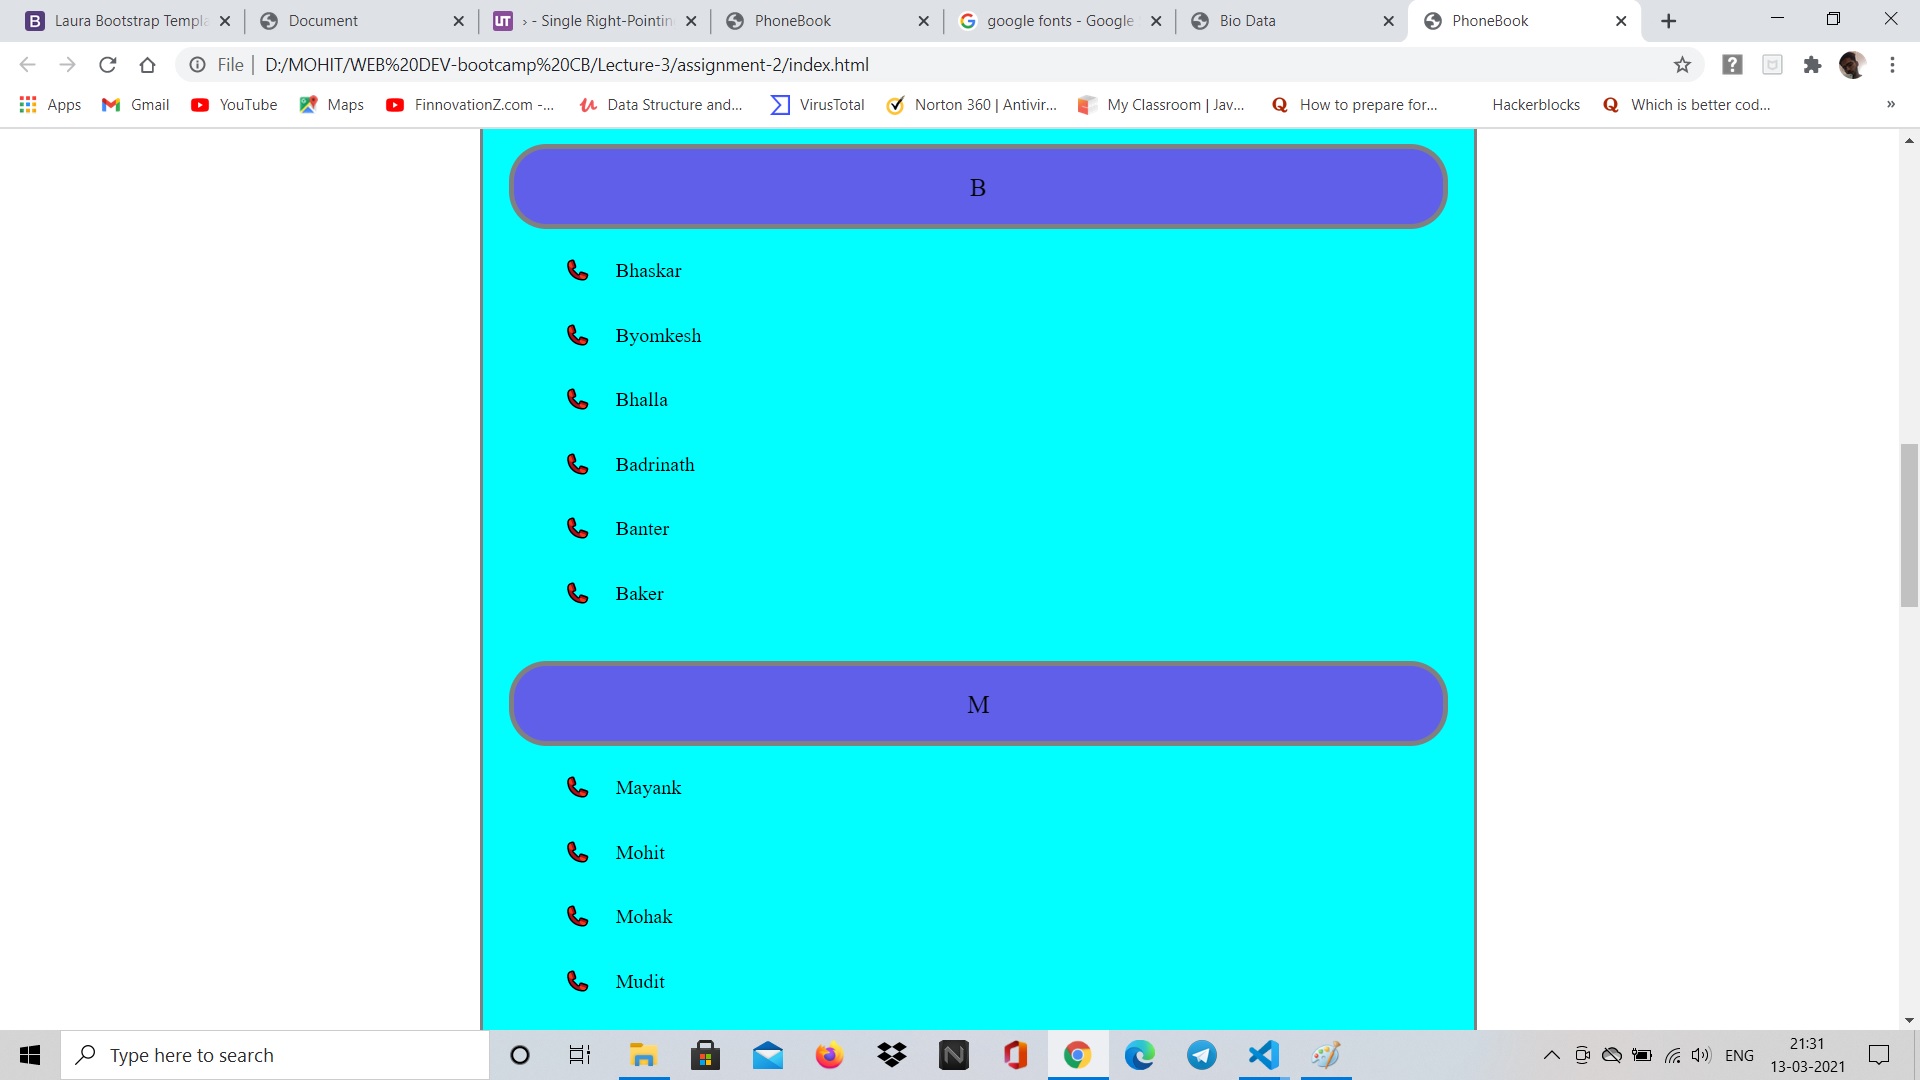 Laura Bootstrap Templa
Document
› - Single Right-Pointin
PhoneBook
google fonts - Google
Bio Data
PhoneBook
File | D:/MOHIT/WEB%20DEV-bootcamp%20CB/Lecture-3/assignment-2/index.html
Apps Gmail YouTube Maps FinnovationZ.com -... Data Structure and... VirusTotal Norton 360 | Antivir... My Classroom | Jav... How to prepare for... Hackerblocks Which is better cod... »
B
Bhaskar
Byomkesh
Bhalla
Badrinath
Banter
Baker
M
Mayank
Mohit
Mohak
Mudit
Type here to search
ENG
21:31
13-03-2021